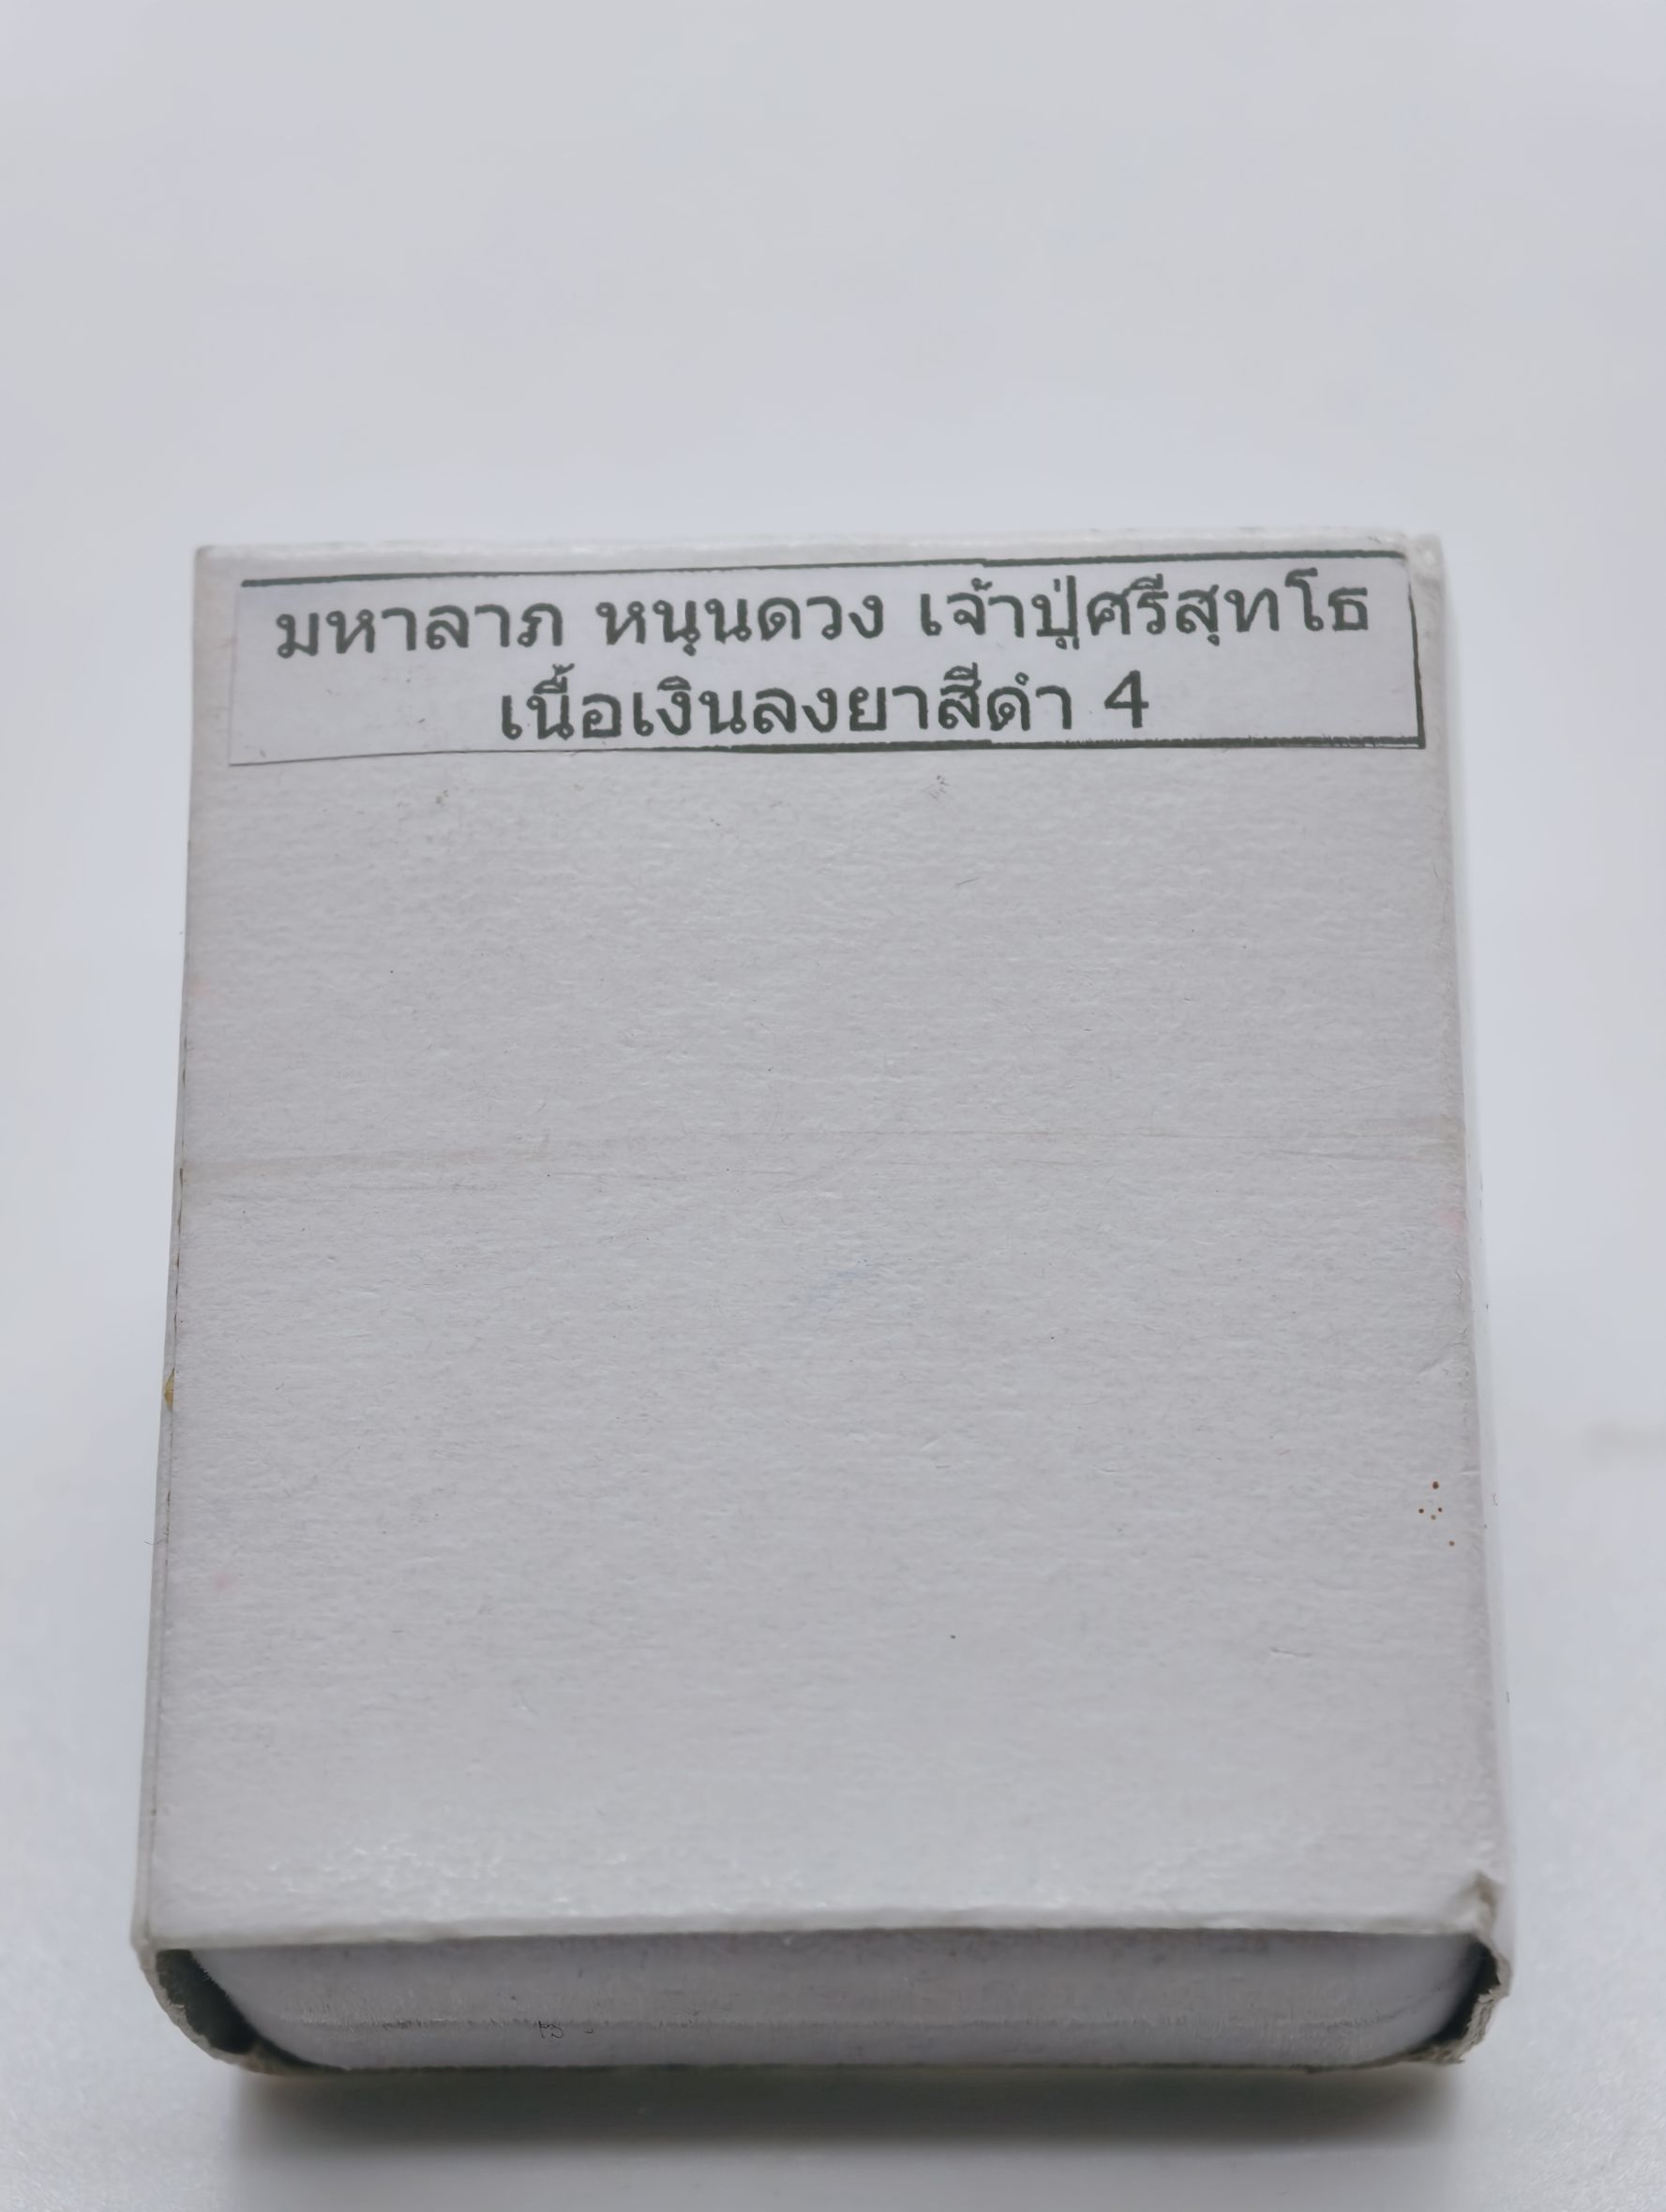 มหาลาภ หนุนดวง เจ้าปู่ศรีสุทโธ
เนื้อเงินลงยาสีดำ 4